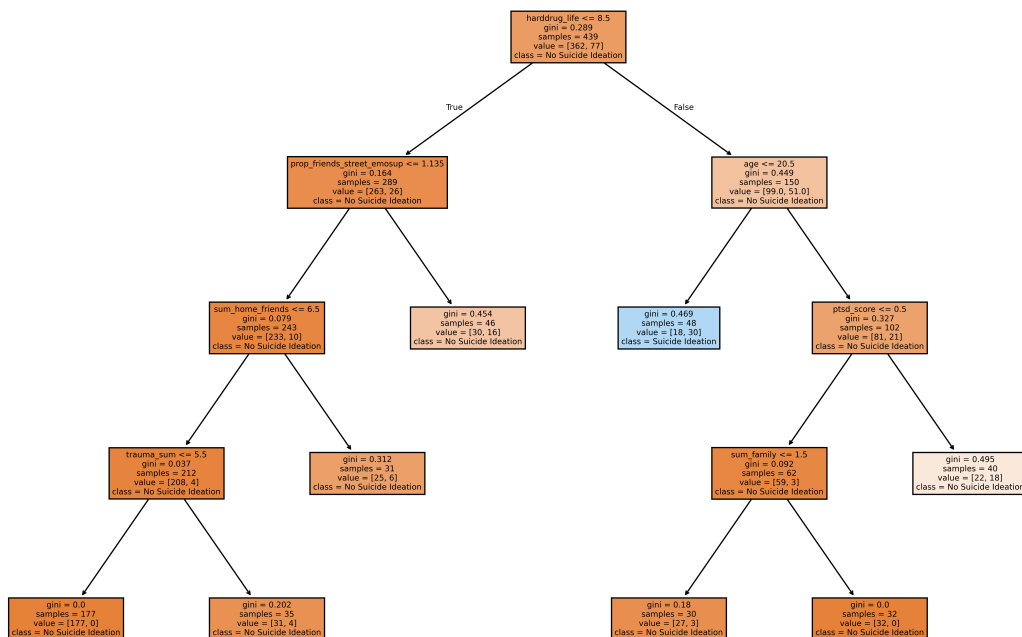 harddrug_life <= 8.5
gini = 0.289
samples = 439
value = [362, 77]
class = No Suicide Ideation
True
False
prop_friends_street_emosup <= 1.135
gini = 0.164
samples = 289
value = [263, 26]
class = No Suicide Ideation
age <= 20.5
gini = 0.449
samples = 150
value = [99.0, 51.0]
class = No Suicide Ideation
sum_home_friends <= 6.5
gini = 0.079
samples = 243
value = [233, 10]
class = No Suicide Ideation
gini = 0.454
samples = 46
value = [30, 16]
class = No Suicide Ideation
gini = 0.469
samples = 48
value = [18, 30]
class = Suicide Ideation
ptsd_score <= 0.5
gini = 0.327
samples = 102
value = [81, 21]
class = No Suicide Ideation
trauma_sum <= 5.5
gini = 0.037
samples = 212
value = [208, 4]
class = No Suicide Ideation
gini = 0.312
samples = 31
value = [25, 6]
class = No Suicide Ideation
sum_family <= 1.5
gini = 0.092
samples = 62
value = [59, 3]
class = No Suicide Ideation
gini = 0.495
samples = 40
value = [22, 18]
class = No Suicide Ideation
gini = 0.0
samples = 177
value = [177, 0]
class = No Suicide Ideation
gini = 0.202
samples = 35
value = [31, 4]
class = No Suicide Ideation
gini = 0.18
samples = 30
value = [27, 3]
class = No Suicide Ideation
gini = 0.0
samples = 32
value = [32, 0]
class = No Suicide Ideation